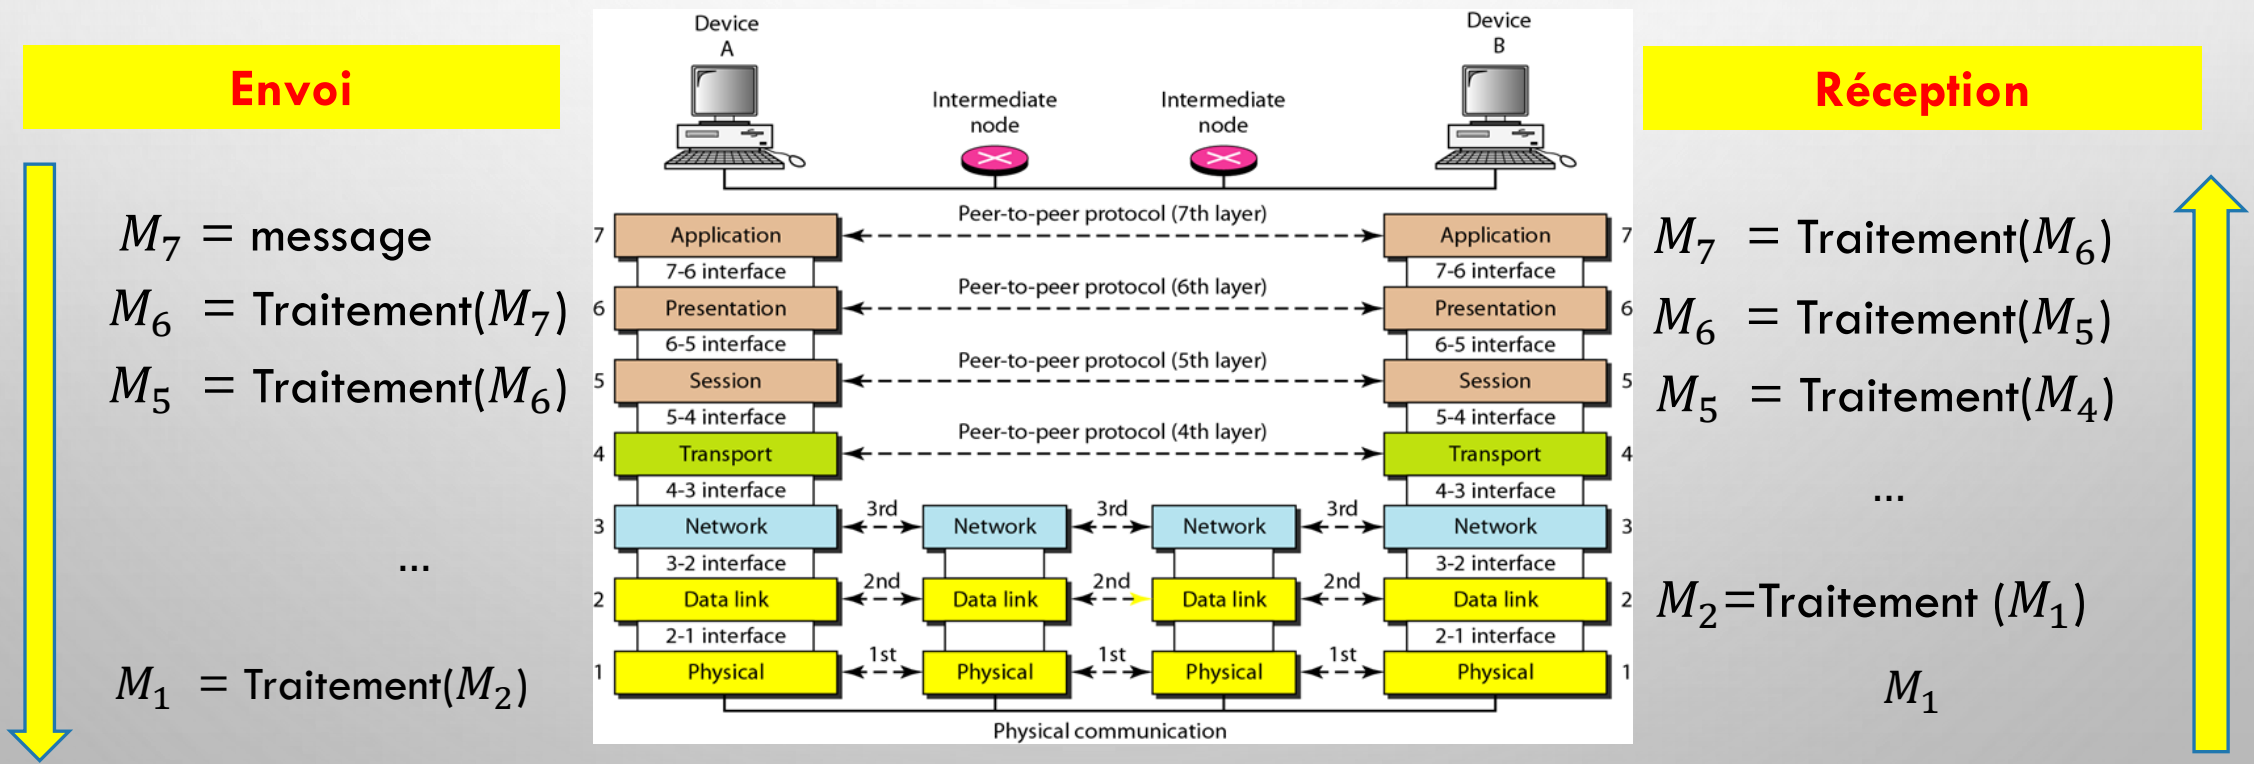 Envoi
M₇ = message
M₆ = Traitement(M₇)
M₅ = Traitement(M₆)
...
M₁ = Traitement(M₂)
Device
A
Device
B
Intermediate
node
Intermediate
node
Peer-to-peer protocol (7th layer)
7 Application Application 7
7-6 interface 7-6 interface
Peer-to-peer protocol (6th layer)
6 Presentation Presentation 6
6-5 interface 6-5 interface
Peer-to-peer protocol (5th layer)
5 Session Session 5
5-4 interface 5-4 interface
Peer-to-peer protocol (4th layer)
4 Transport Transport 4
4-3 interface 4-3 interface
3rd 3rd 3rd
3 Network Network Network Network 3
3-2 interface 3-2 interface
2nd 2nd 2nd
2 Data link Data link Data link Data link 2
2-1 interface 2-1 interface
1st 1st 1st
1 Physical Physical Physical Physical 1
Physical communication
Réception
M₇ = Traitement(M₆)
M₆ = Traitement(M₅)
M₅ = Traitement(M₄)
...
M₂=Traitement (M₁)
M₁